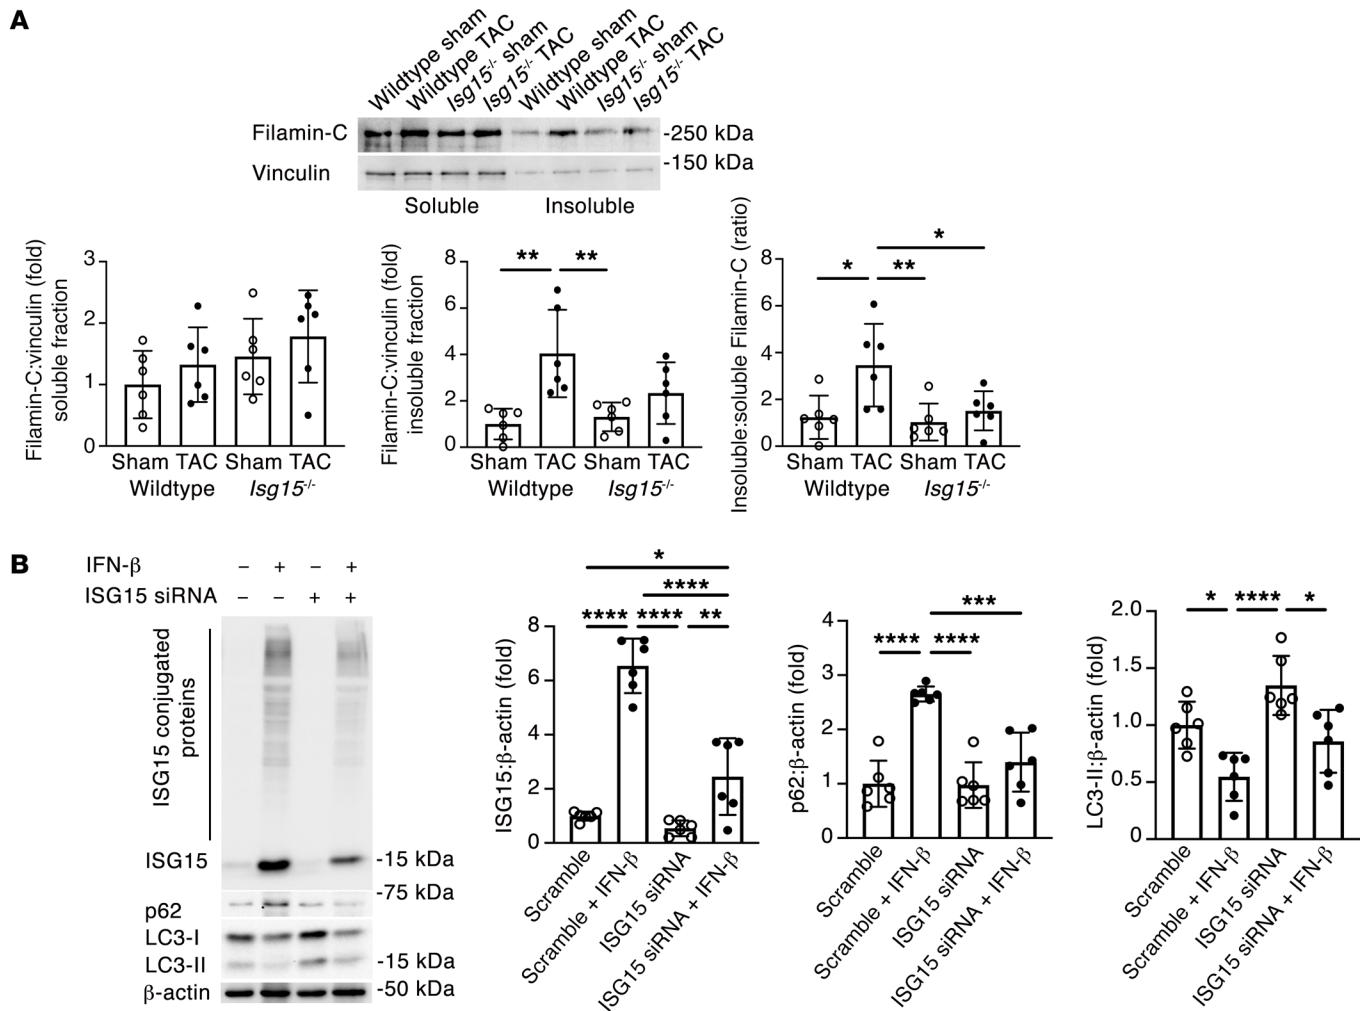 A
Wildtype sham
Wildtype TAC
Isg15-/- sham
Isg15-/- TAC
Wildtype sham
Wildtype TAC
Isg15-/- sham
Isg15-/- TAC
Filamin-C
-250 kDa
Vinculin
-150 kDa
Soluble
Insoluble
Filamin-C:vinculin (fold)
soluble fraction
3
2
1
0
Sham TAC Sham TAC
Wildtype
Isg15-/-
Filamin-C:vinculin (fold)
insoluble fraction
8
6
4
2
0
** **
Sham TAC Sham TAC
Wildtype
Isg15-/-
Insoluble:soluble Filamin-C (ratio)
8
6
4
2
0
*
* **
Sham TAC Sham TAC
Wildtype
Isg15-/-
B
IFN-β – + – +
ISG15 siRNA – – + +
ISG15 conjugated
proteins
ISG15
-15 kDa
-75 kDa
p62
LC3-I
LC3-II
-15 kDa
β-actin
-50 kDa
ISG15:β-actin (fold)
8
6
4
2
0
*
****
**** **** **
Scramble
Scramble + IFN-β
ISG15 siRNA
ISG15 siRNA + IFN-β
p62:β-actin (fold)
4
3
2
1
0
***
**** ****
Scramble
Scramble + IFN-β
ISG15 siRNA
ISG15 siRNA + IFN-β
LC3-II:β-actin (fold)
2.0
1.5
1.0
0.5
0
* **** *
Scramble
Scramble + IFN-β
ISG15 siRNA
ISG15 siRNA + IFN-β